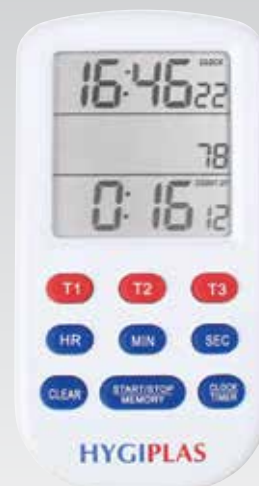 CLOCK
16:46 22
78
COUNT UP
0:16 12
T1 T2 T3
HR MIN SEC
CLEAR START/STOP MEMORY CLOCK TIMER
HYGIPLAS